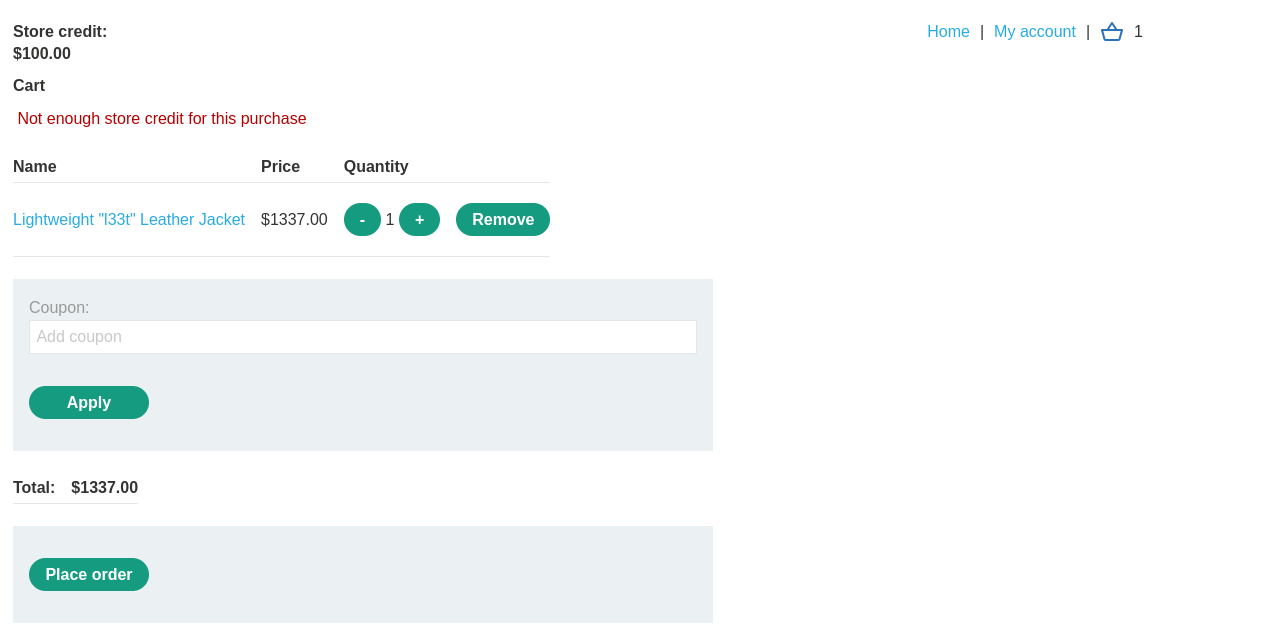 Store credit:
$100.00
Home | My account | 1
Cart
Not enough store credit for this purchase
Name Price Quantity
Lightweight "l33t" Leather Jacket $1337.00 - 1 + Remove
Coupon:
Add coupon
Apply
Total: $1337.00
Place order